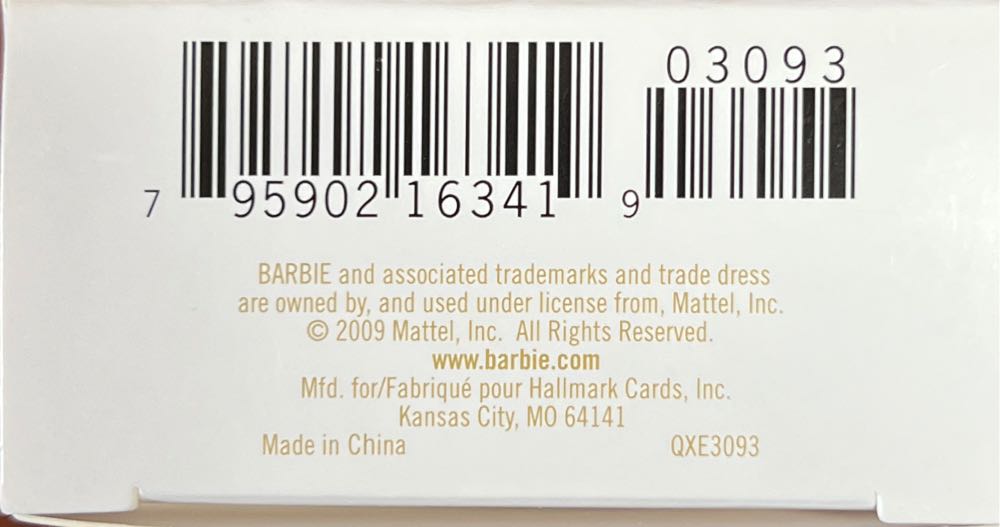 03093
7 95902 16341 9
BARBIE and associated trademarks and trade dress
are owned by, and used under license from, Mattel, Inc.
© 2009 Mattel, Inc. All Rights Reserved.
www.barbie.com
Mfd. for/Fabriqué pour Hallmark Cards, Inc.
Kansas City, MO 64141
Made in China QXE3093